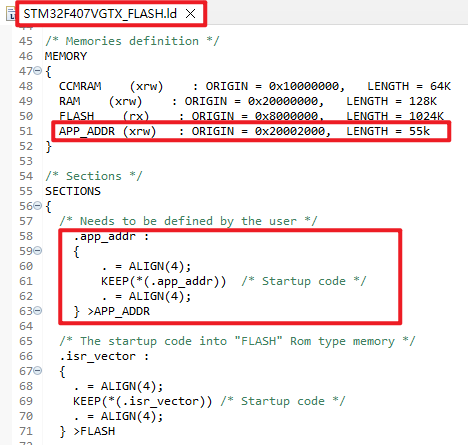 STM32F407VGTX_FLASH.ld
45 /* Memories definition */
46 MEMORY
47 {
48 CCMRAM (xrw) : ORIGIN = 0x10000000, LENGTH = 64K
49 RAM (xrw) : ORIGIN = 0x20000000, LENGTH = 128K
50 FLASH (rx) : ORIGIN = 0x8000000, LENGTH = 1024K
51 APP_ADDR (xrw) : ORIGIN = 0x20002000, LENGTH = 55k
52 }
53
54 /* Sections */
55 SECTIONS
56 {
57 /* Needs to be defined by the user */
58 .app_addr :
59 {
60 . = ALIGN(4);
61 KEEP(*(.app_addr)) /* Startup code */
62 . = ALIGN(4);
63 } >APP_ADDR
64
65 /* The startup code into "FLASH" Rom type memory */
66 .isr_vector :
67 {
68 . = ALIGN(4);
69 KEEP(*(.isr_vector)) /* Startup code */
70 . = ALIGN(4);
71 } >FLASH